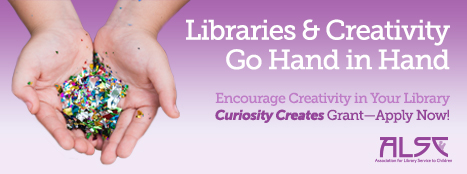 Libraries & Creativity
Go Hand in Hand
Encourage Creativity in Your Library
Curiosity Creates Grant—Apply Now!
ALSC
Association for Library Service to Children